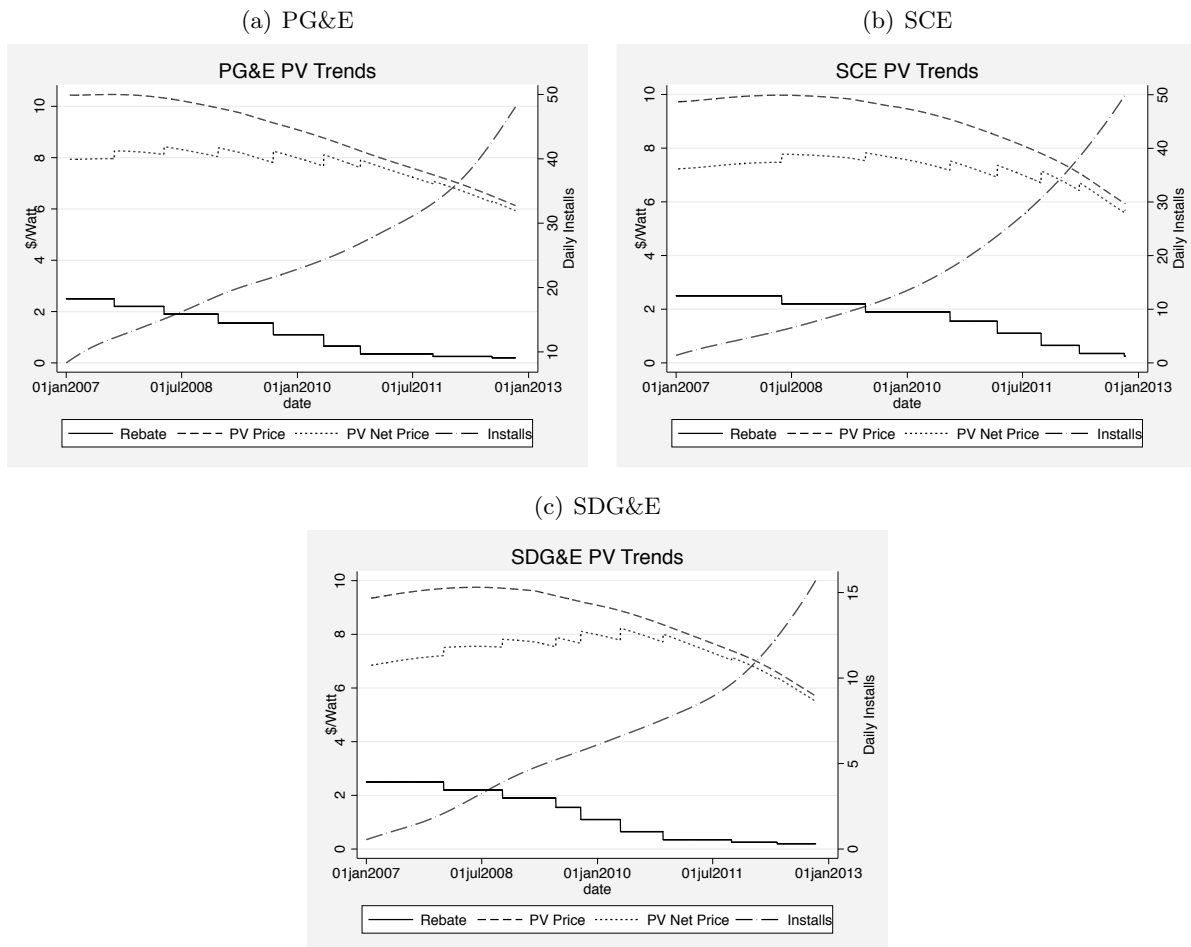 (a) PG&E
PG&E PV Trends
10
8
6
4
2
0
$/Watt
50
40
30
20
10
Daily Installs
01jan2007 01jul2008 01jan2010 01jul2011 01jan2013
date
Rebate PV Price PV Net Price Installs
(b) SCE
SCE PV Trends
10
8
6
4
2
0
$/Watt
50
40
30
20
10
0
Daily Installs
01jan2007 01jul2008 01jan2010 01jul2011 01jan2013
date
Rebate PV Price PV Net Price Installs
(c) SDG&E
SDG&E PV Trends
10
8
6
4
2
0
$/Watt
15
10
5
0
Daily Installs
01jan2007 01jul2008 01jan2010 01jul2011 01jan2013
date
Rebate PV Price PV Net Price Installs